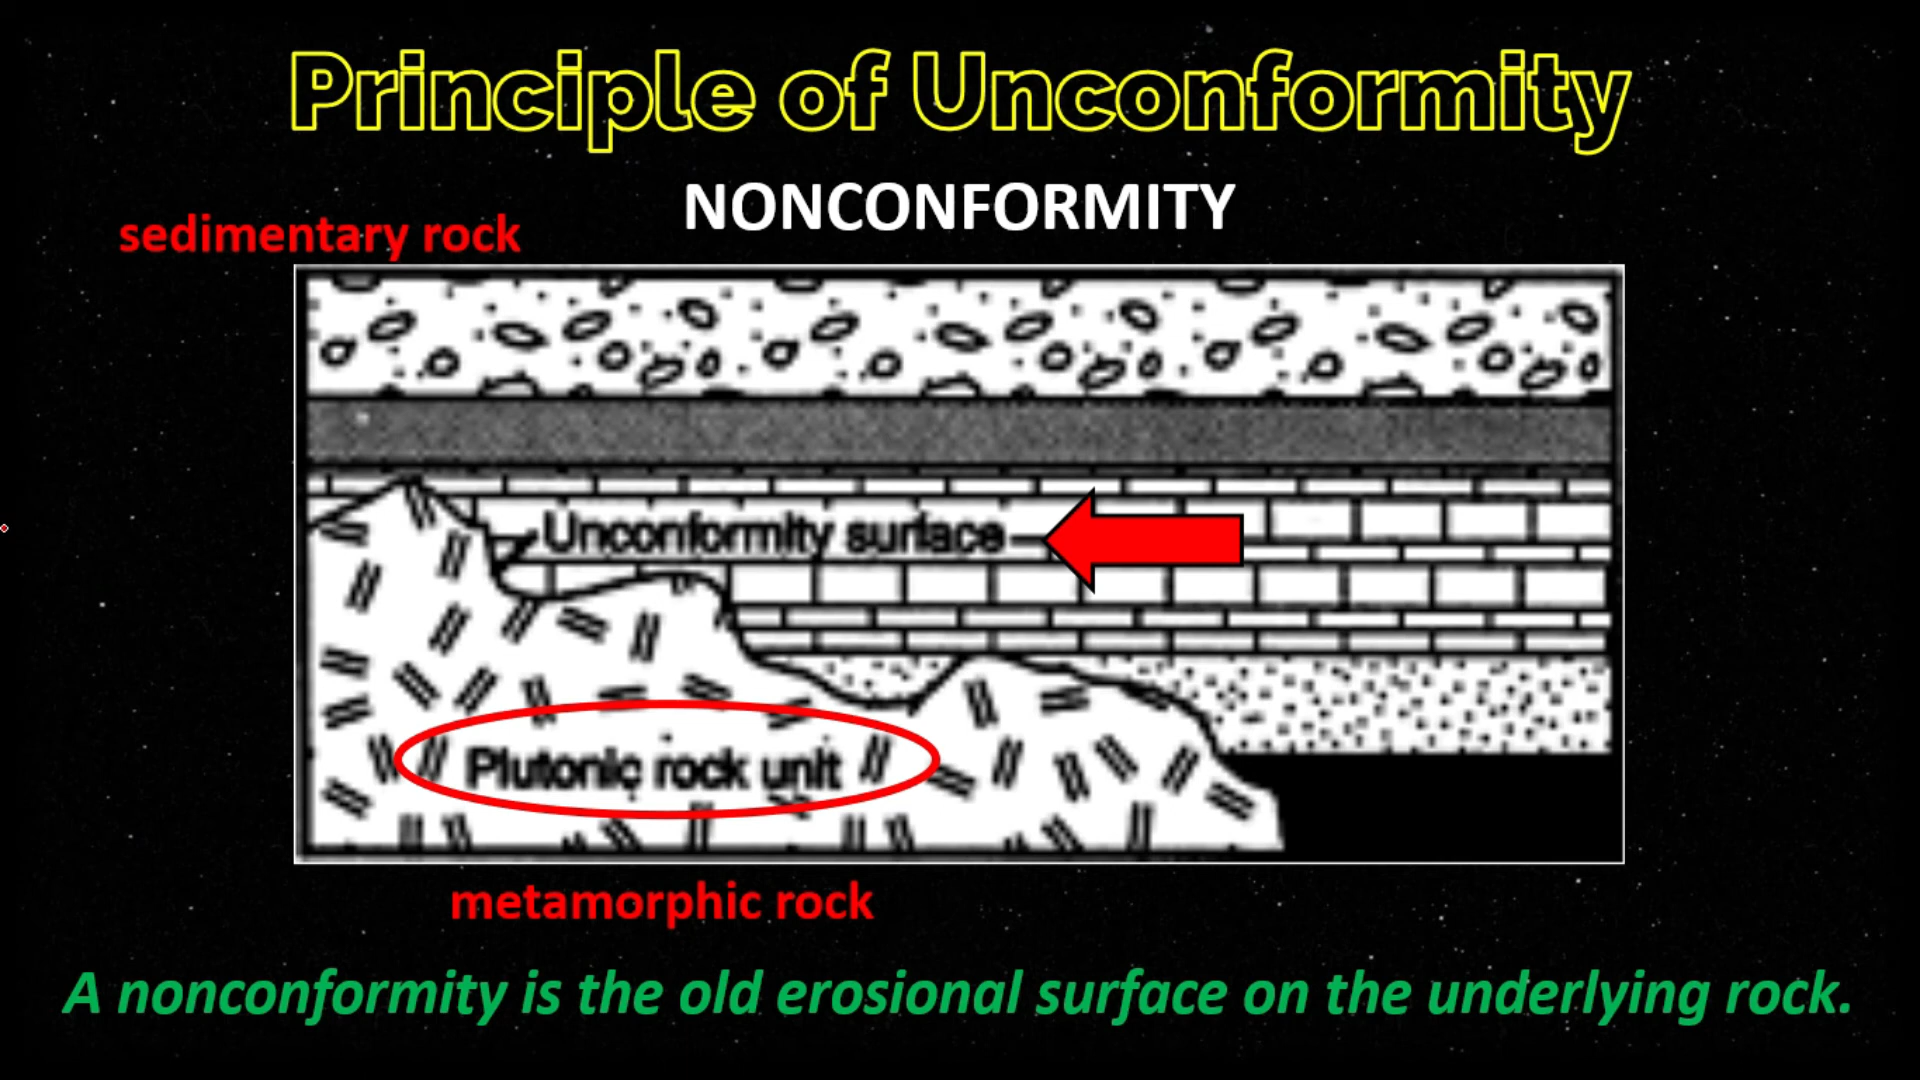 Principle of Unconformity
NONCONFORMITY
sedimentary rock
Unconformity surface
Plutonic rock unit
metamorphic rock
A nonconformity is the old erosional surface on the underlying rock.